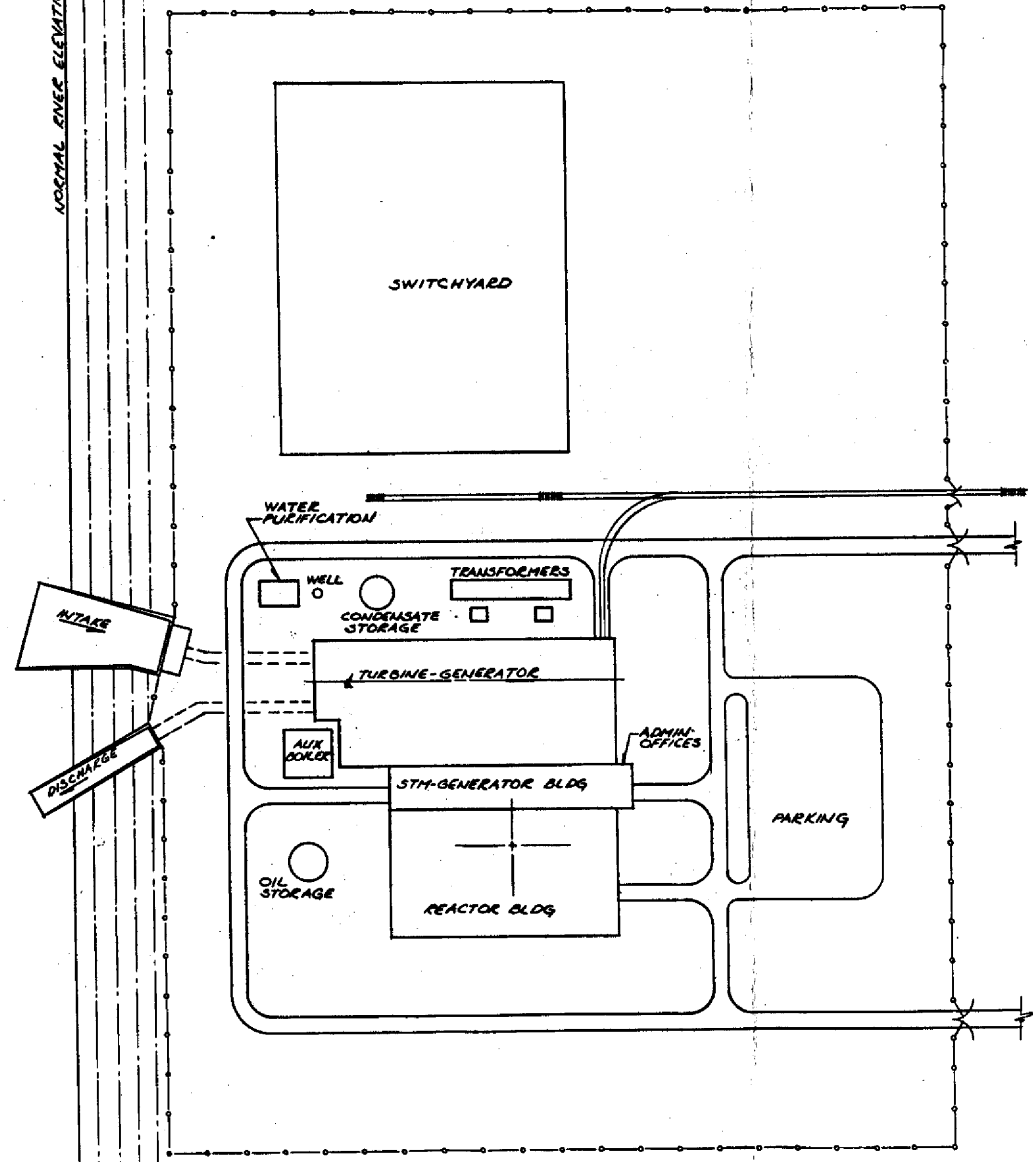 NORMAL RIVER
SWITCHYARD
WATER
PURIFICATION
WELL
TRANSFORMERS
CONDENSATE
STORAGE
INTAKE
TURBINE-GENERATOR
ADMIN.
OFFICES
AUX
BOILER
DISCHARGE
STM-GENERATOR BLDG
PARKING
OIL
STORAGE
REACTOR BLDG